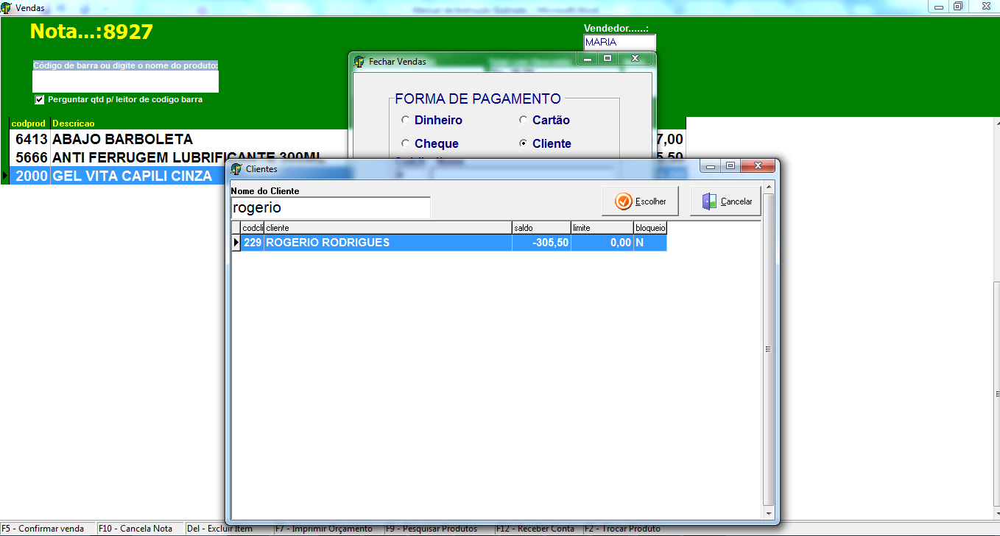 Vendas
Nota...:8927
Vendedor......:
MARIA
Código de barra ou digite o nome do produto:
Perguntar qtd p/ leitor de codigo barra
codprod Descricao
6413 ABAJO BARBOLETA 7,00
5666 ANTI FERRUGEM LUBRIFICANTE 300ML 5,50
2000 GEL VITA CAPILI CINZA
Fechar Vendas
FORMA DE PAGAMENTO
Dinheiro Cartão
Cheque Cliente
Clientes
Nome do Cliente
rogerio
Escolher Cancelar
codcli cliente saldo limite bloqueio
229 ROGERIO RODRIGUES -305,50 0,00 N
F5 - Confirmar venda F10 - Cancela Nota Del - Excluir Item F7 - Imprimir Orçamento F9 - Pesquisar Produtos F12 - Receber Conta F2 - Trocar Produto